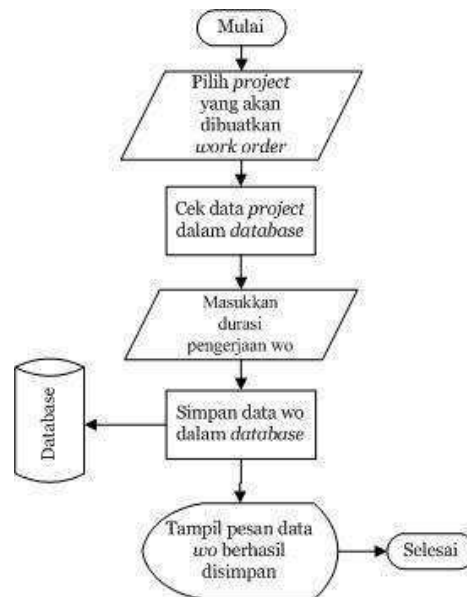 Mulai
Pilih project
yang akan
dibuatkan
work order
Cek data project
dalam database
Masukkan
durasi
pengerjaan wo
Database
Simpan data wo
dalam database
Tampil pesan data
wo berhasil
disimpan
Selesai